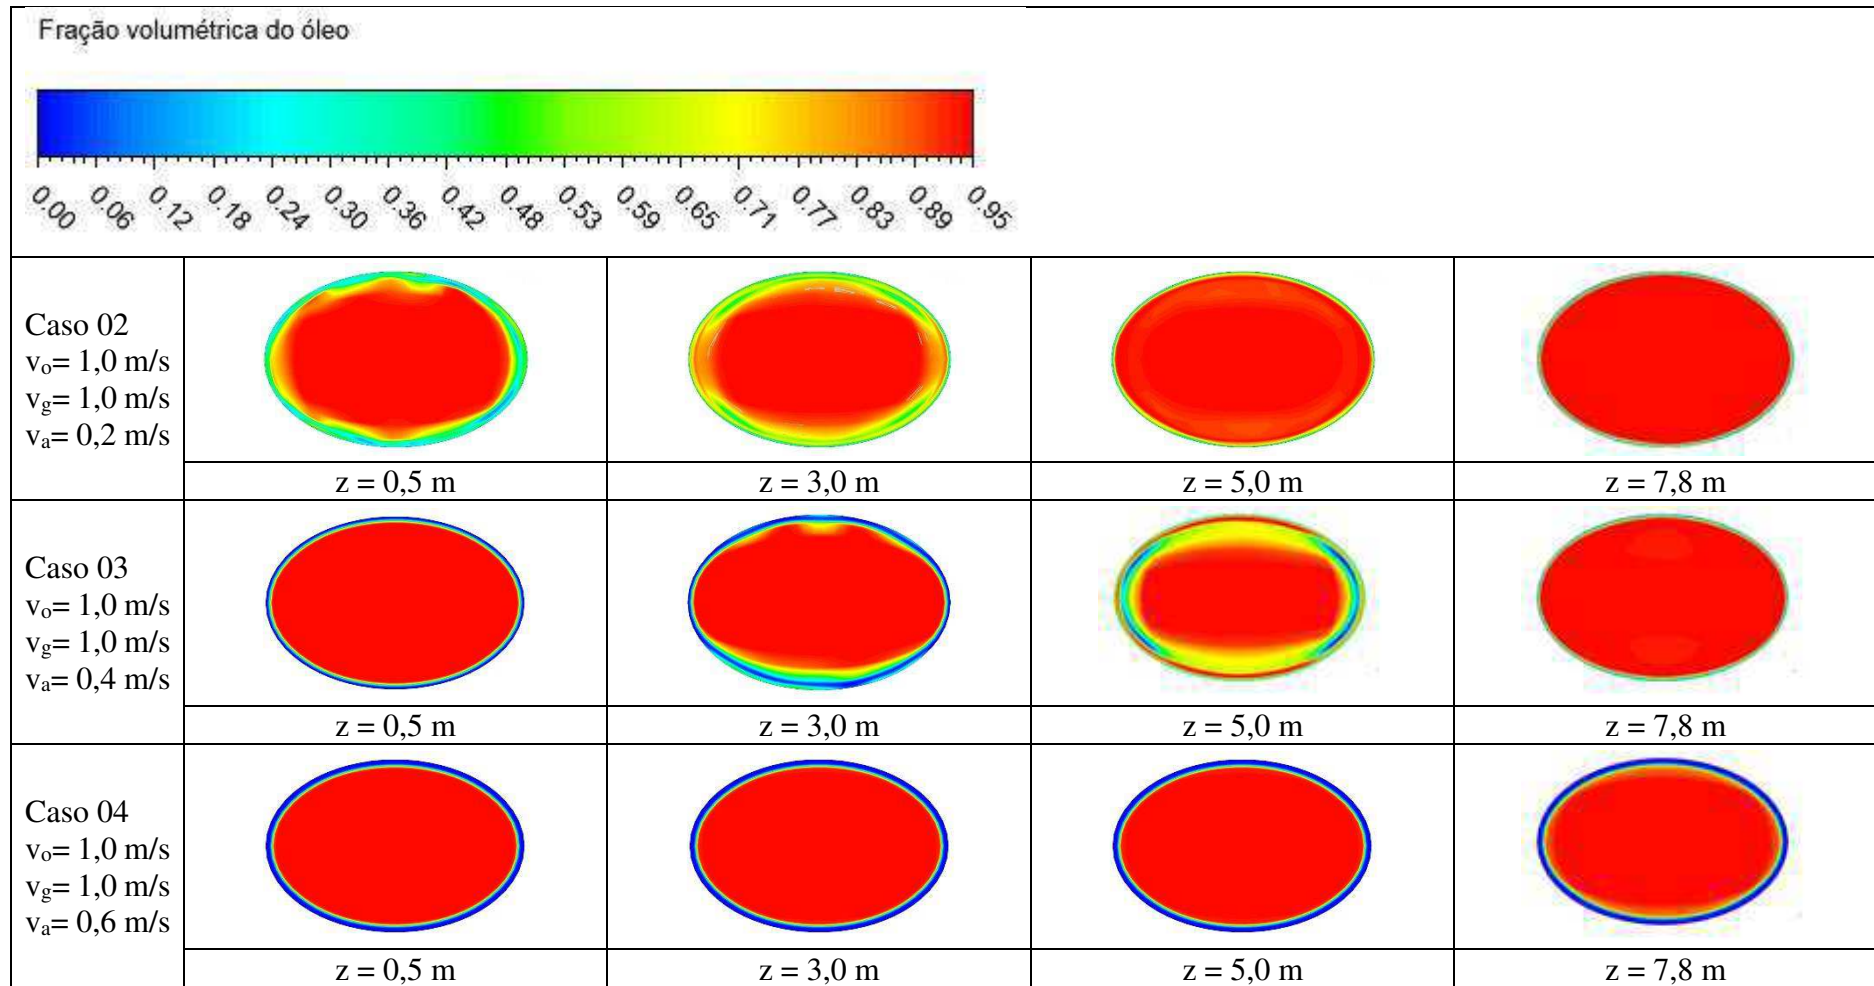 Fração volumétrica do óleo
0.00 0.06 0.12 0.18 0.24 0.30 0.36 0.42 0.48 0.53 0.59 0.65 0.71 0.77 0.83 0.89 0.95
Caso 02
vₒ= 1,0 m/s
v₉= 1,0 m/s
vₐ= 0,2 m/s
z = 0,5 m z = 3,0 m z = 5,0 m z = 7,8 m
Caso 03
vₒ= 1,0 m/s
v₉= 1,0 m/s
vₐ= 0,4 m/s
z = 0,5 m z = 3,0 m z = 5,0 m z = 7,8 m
Caso 04
vₒ= 1,0 m/s
v₉= 1,0 m/s
vₐ= 0,6 m/s
z = 0,5 m z = 3,0 m z = 5,0 m z = 7,8 m